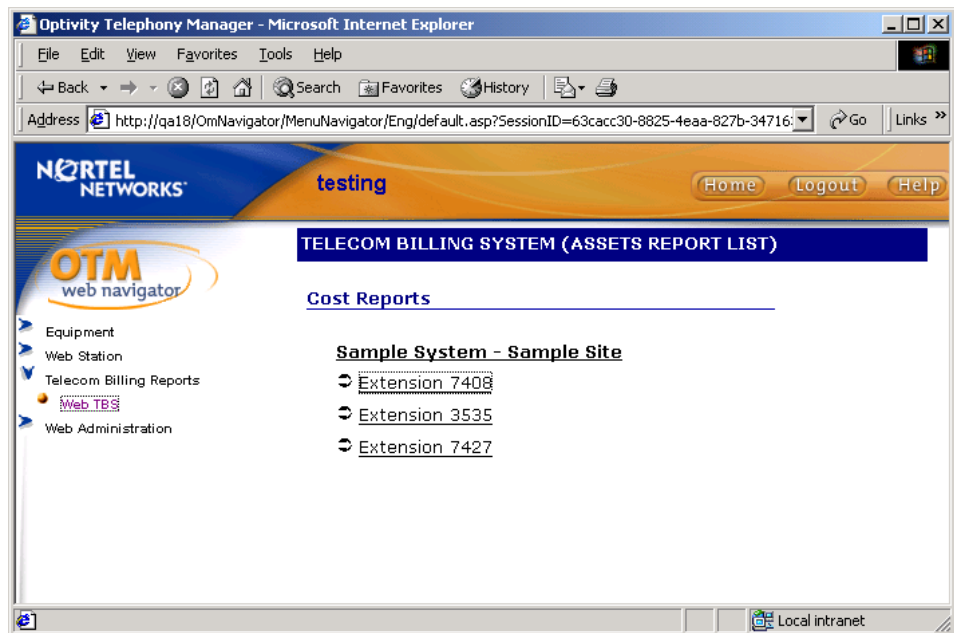 Optivity Telephony Manager - Microsoft Internet Explorer
File Edit View Favorites Tools Help
Back Search Favorites History
Address http://qa18/OmNavigator/MenuNavigator/Eng/default.asp?SessionID=63cacc30-8825-4eaa-827b-34716 Go Links »
NORTEL
NETWORKS
testing
Home Logout Help
OTM
web navigator
Equipment
Web Station
Telecom Billing Reports
Web TBS
Web Administration
TELECOM BILLING SYSTEM (ASSETS REPORT LIST)
Cost Reports
Sample System - Sample Site
Extension 7408
Extension 3535
Extension 7427
Local intranet